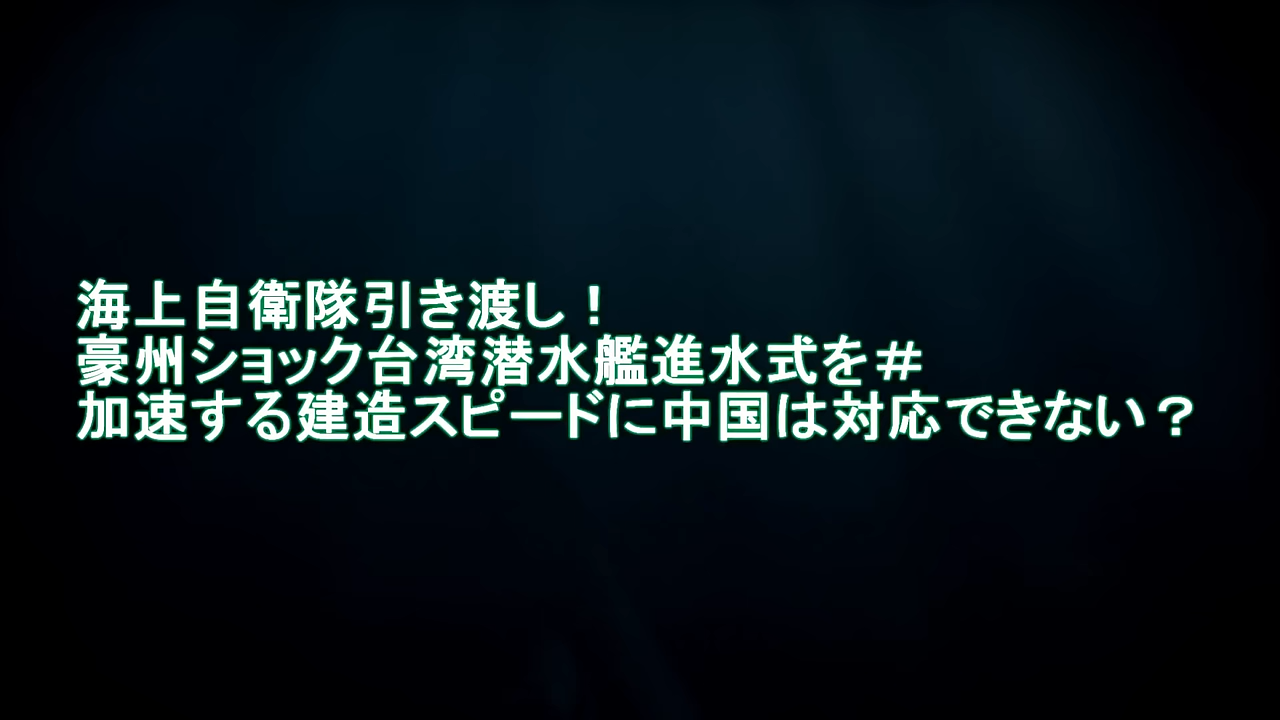 海上自衛隊引き渡し！
豪州ショック台湾潜水艦進水式を＃
加速する建造スピードに中国は対応できない？